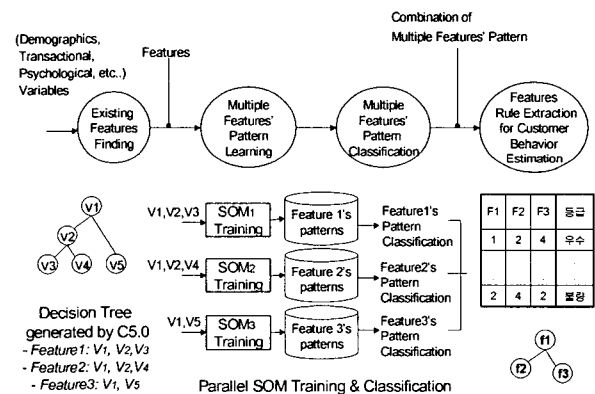 Combination of
Multiple Features' Pattern
(Demographics,
Transactional,
Psychological, etc..)
Variables
Features
Existing
Features
Finding
Multiple
Features'
Pattern
Learning
Multiple
Features'
Pattern
Classification
Features
Rule Extraction
for Customer
Behavior
Estimation
V1
V2
V3
V4
V5
Decision Tree
generated by C5.0
- Feature1: V1, V2,V3
- Feature2: V1, V2,V4
- Feature3: V1, V5
V1,V2,V3
SOM1
Training
Feature 1's
patterns
Feature1's
Pattern
Classification
V1,V2,V4
SOM2
Training
Feature 2's
patterns
Feature2's
Pattern
Classification
V1,V5
SOM3
Training
Feature 3's
patterns
Feature3's
Pattern
Classification
Parallel SOM Training & Classification
F1 F2 F3 등급
1 2 4 우수
2 4 2 불량
f1
f2
f3